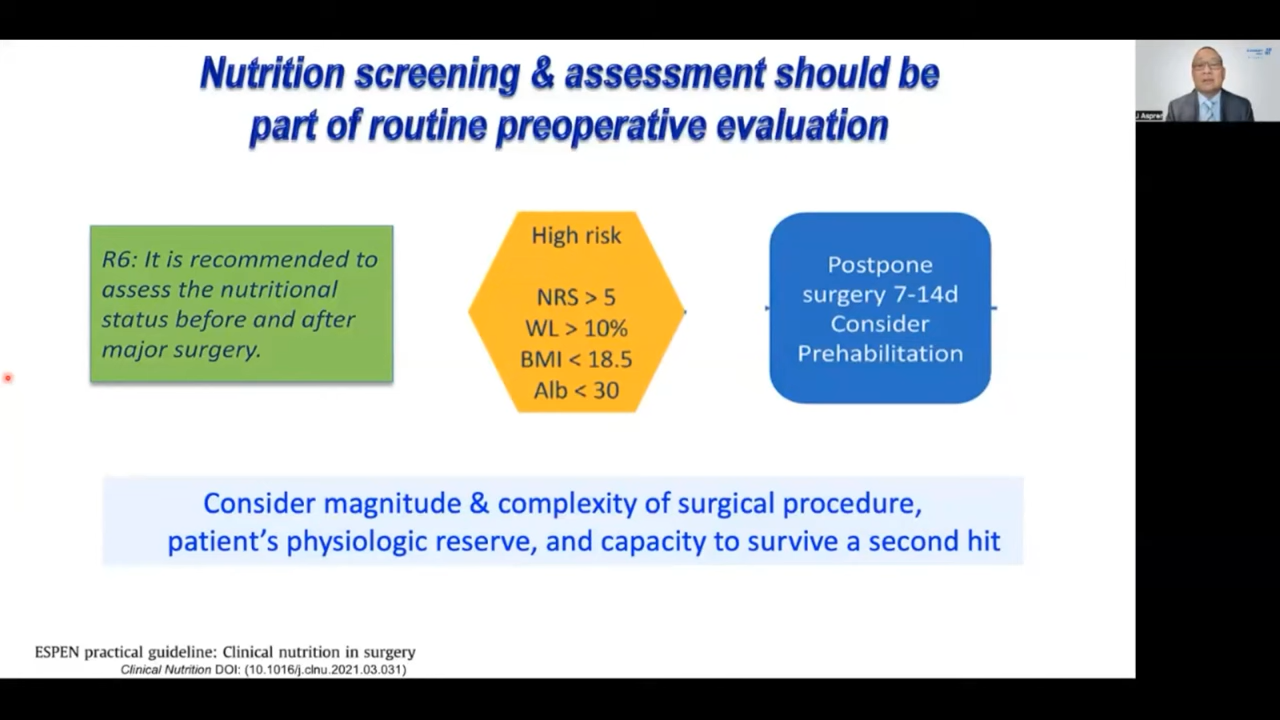 Nutrition screening & assessment should be
part of routine preoperative evaluation
R6: It is recommended to
assess the nutritional
status before and after
major surgery.
High risk
NRS > 5
WL > 10%
BMI < 18.5
Alb < 30
Postpone
surgery 7-14d
Consider
Prehabilitation
Consider magnitude & complexity of surgical procedure,
patient's physiologic reserve, and capacity to survive a second hit
ESPEN practical guideline: Clinical nutrition in surgery
Clinical Nutrition DOI: (10.1016/j.clnu.2021.03.031)